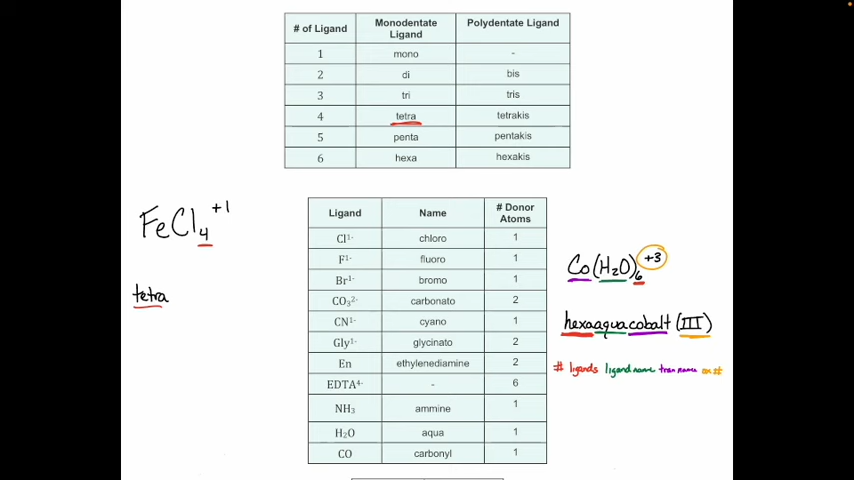 # of Ligand Monodentate Ligand Polydentate Ligand
1 mono -
2 di bis
3 tri tris
4 tetra tetrakis
5 penta pentakis
6 hexa hexakis
FeCl₄⁺¹
tetra
Ligand Name # Donor Atoms
Cl¹⁻ chloro 1
F¹⁻ fluoro 1
Br¹⁻ bromo 1
CO₃²⁻ carbonato 2
CN¹⁻ cyano 1
Gly¹⁻ glycinato 2
En ethylenediamine 2
EDTA⁴⁻ - 6
NH₃ ammine 1
H₂O aqua 1
CO carbonyl 1
Co(H₂O)₆⁺³
hexaaquacobalt (III)
# ligands ligand name tran name ox #